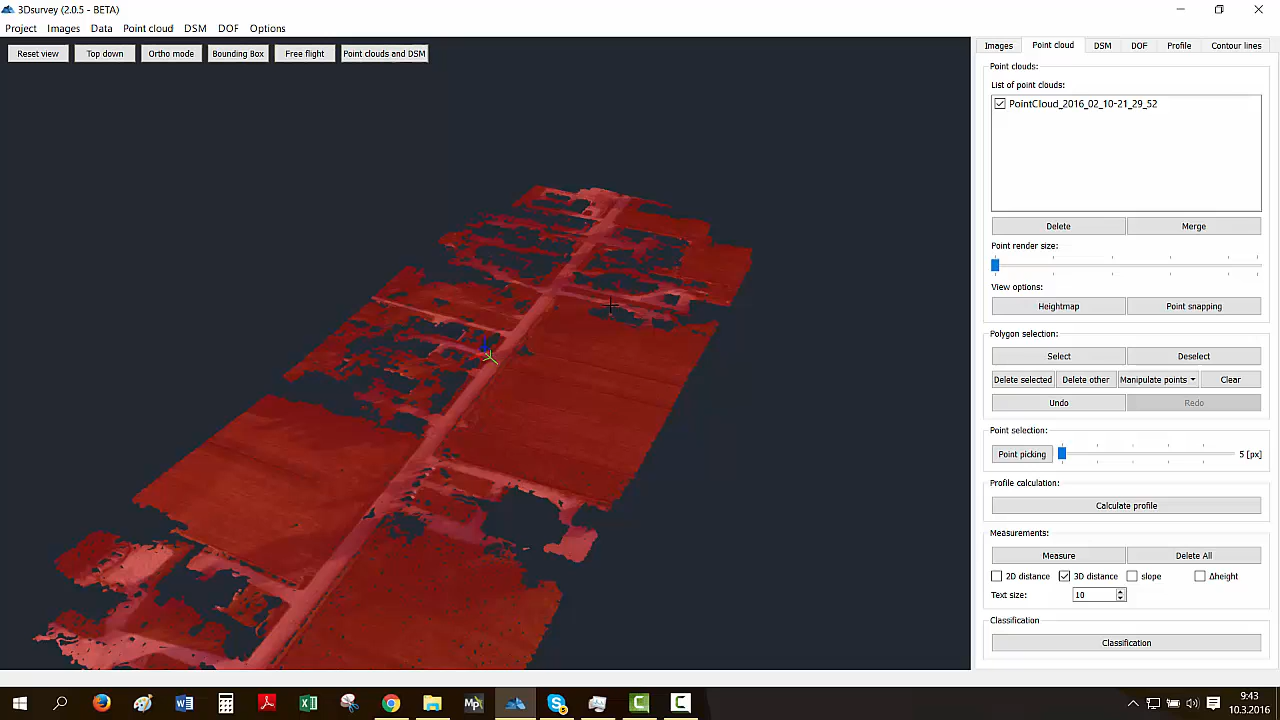 3Dsurvey (2.0.5 - BETA)
Project Images Data Point cloud DSM DOF Options
Reset view Top down Ortho mode Bounding Box Free flight Point clouds and DSM
Images Point cloud DSM DOF Profile Contour lines
Point clouds:
List of point clouds:
PointCloud_2016_02_10-21_29_52
Delete Merge
Point render size:
View options:
Heightmap Point snapping
Polygon selection:
Select Deselect
Delete selected Delete other Manipulate points Clear
Undo Redo
Point selection:
Point picking 5 [px]
Profile calculation:
Calculate profile
Measurements:
Measure Delete All
2D distance 3D distance slope Δheight
Text size: 10
Classification:
Classification
9:43
10.3.2016